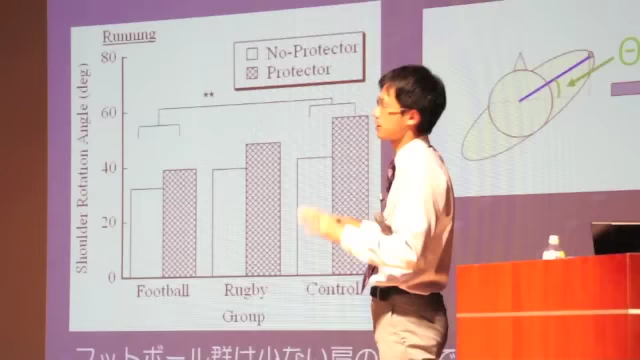 Running
No-Protector
Protector
Shoulder Rotation Angle (deg)
80
60
40
20
0
**
Football Rugby Control
Group
Θ
フットボール群は少ない肩の